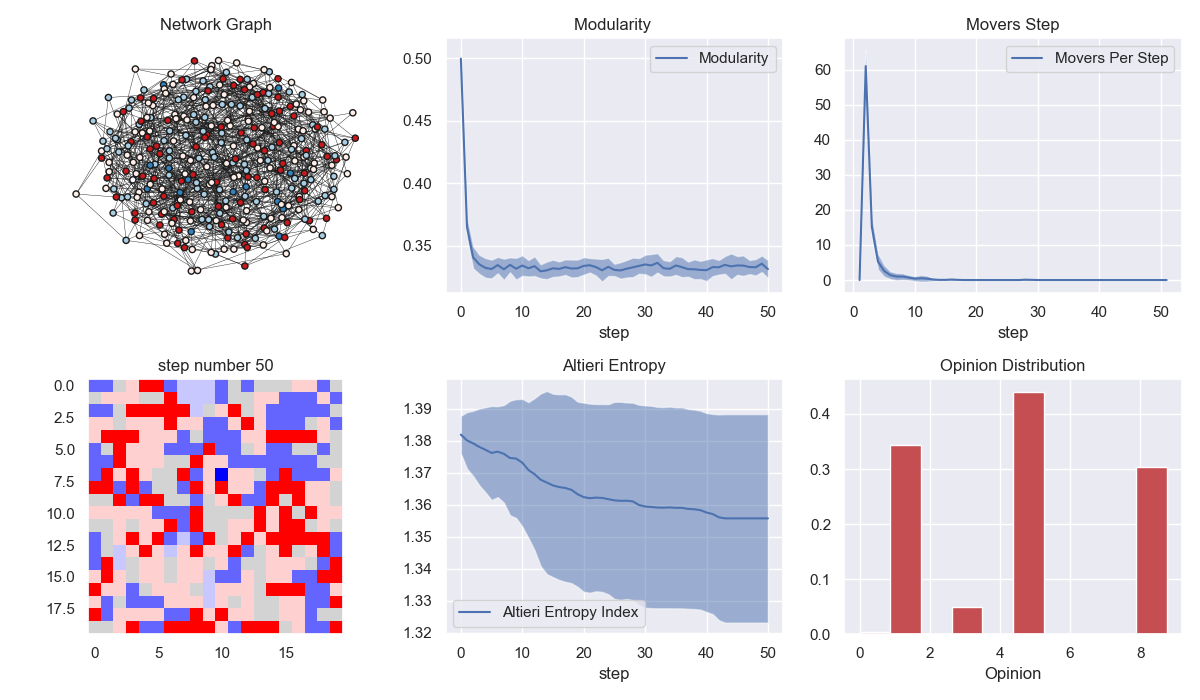 Network Graph
Modularity
0.50
0.45
0.40
0.35
Modularity
0 10 20 30 40 50
step
Movers Step
60
50
40
30
20
10
0
Movers Per Step
0 10 20 30 40 50
step
step number 50
0.0
2.5
5.0
7.5
10.0
12.5
15.0
17.5
0 5 10 15
Altieri Entropy
1.39
1.38
1.37
1.36
1.35
1.34
1.33
1.32
Altieri Entropy Index
0 10 20 30 40 50
step
Opinion Distribution
0.4
0.3
0.2
0.1
0.0
0 2 4 6 8
Opinion